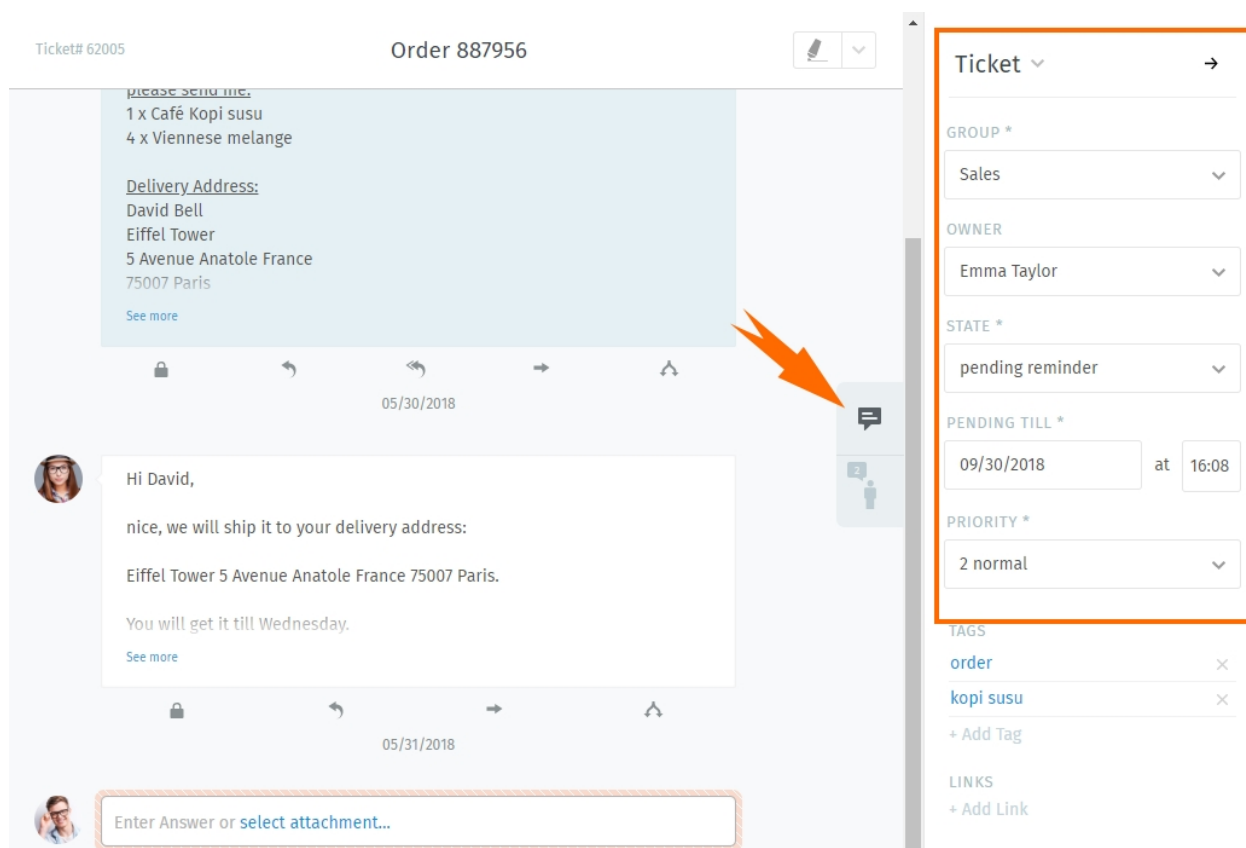 Ticket# 62005
Order 887956
please send me:
1 x Café Kopi susu
4 x Viennese melange
Delivery Address:
David Bell
Eiffel Tower
5 Avenue Anatole France
75007 Paris
See more
05/30/2018
Hi David,
nice, we will ship it to your delivery address:
Eiffel Tower 5 Avenue Anatole France 75007 Paris.
You will get it till Wednesday.
See more
05/31/2018
Enter Answer or select attachment...
2
Ticket
GROUP *
Sales
OWNER
Emma Taylor
STATE *
pending reminder
PENDING TILL *
09/30/2018 at 16:08
PRIORITY *
2 normal
TAGS
order
kopi susu
+ Add Tag
LINKS
+ Add Link